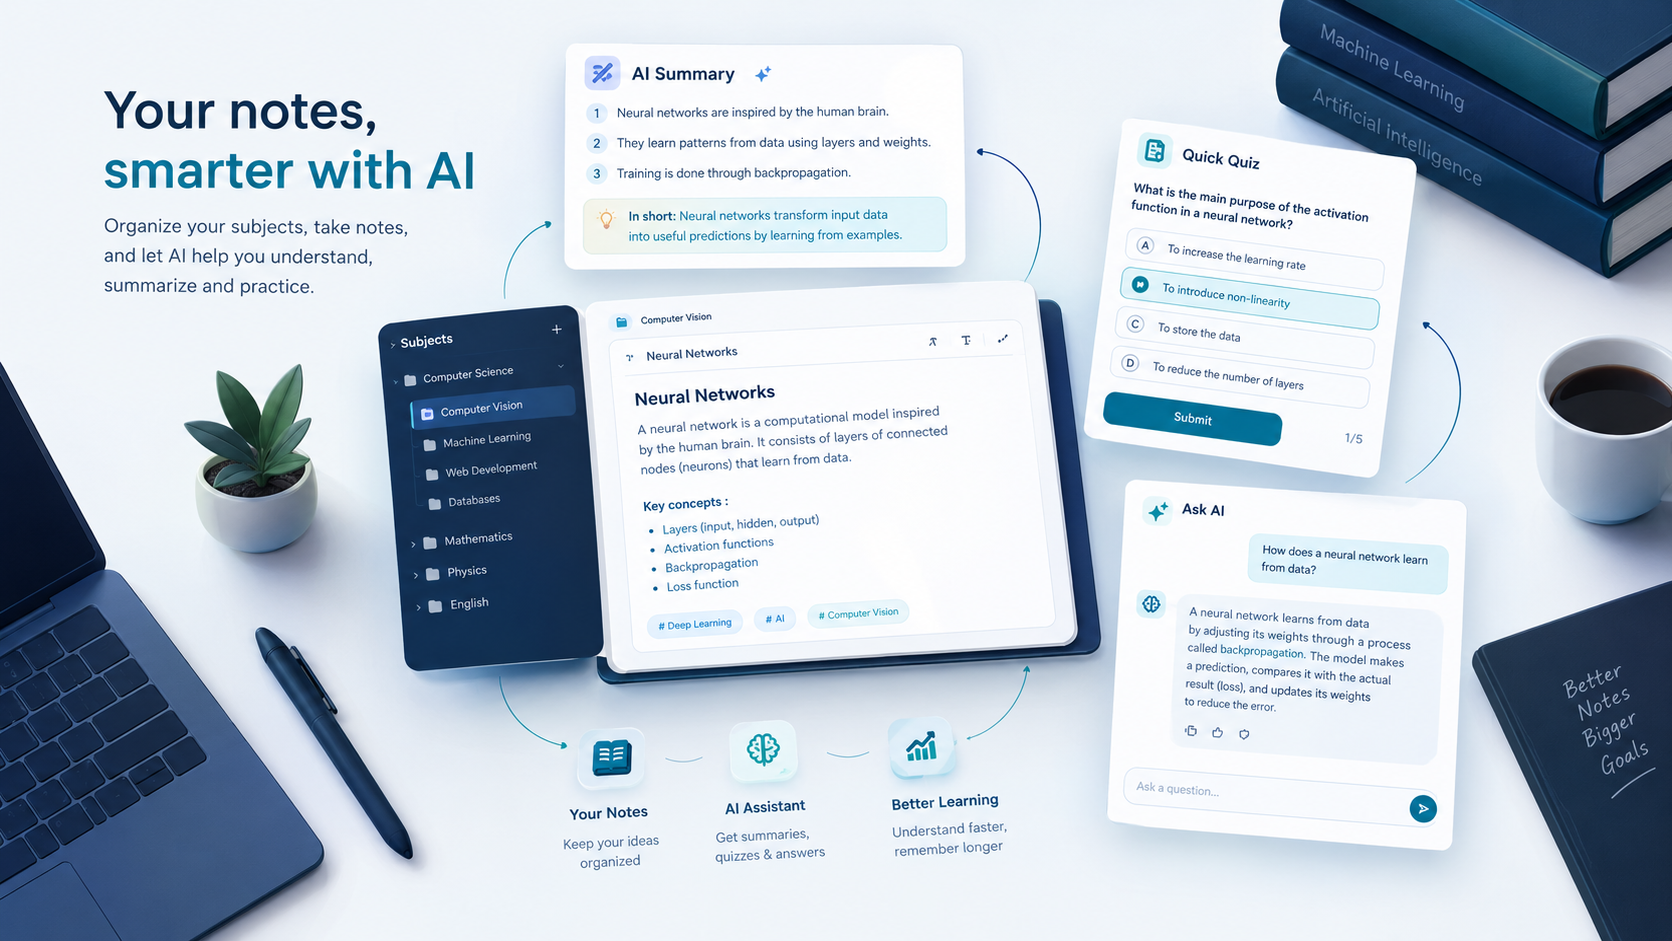 Your notes,
smarter with AI
Organize your subjects, take notes,
and let AI help you understand,
summarize and practice.
AI Summary
1 Neural networks are inspired by the human brain.
2 They learn patterns from data using layers and weights.
3 Training is done through backpropagation.
In short: Neural networks transform input data
into useful predictions by learning from examples.
Machine Learning
Artificial intelligence
Quick Quiz
What is the main purpose of the activation
function in a neural network?
A To increase the learning rate
To introduce non-linearity
C To store the data
D To reduce the number of layers
Submit
1/5
Subjects
Computer Science
Computer Vision
Machine Learning
Web Development
Databases
Mathematics
Physics
English
Computer Vision
Neural Networks
Neural Networks
A neural network is a computational model inspired
by the human brain. It consists of layers of connected
nodes (neurons) that learn from data.
Key concepts :
• Layers (input, hidden, output)
• Activation functions
• Backpropagation
• Loss function
# Deep Learning
# AI
# Computer Vision
Ask AI
How does a neural network learn
from data?
A neural network learns from data
by adjusting its weights through a process
called backpropagation. The model makes
a prediction, compares it with the actual
result (loss), and updates its weights
to reduce the error.
Ask a question...
Your Notes
Keep your ideas
organized
AI Assistant
Get summaries,
quizzes & answers
Better Learning
Understand faster,
remember longer
Better
Notes
Bigger
Goals